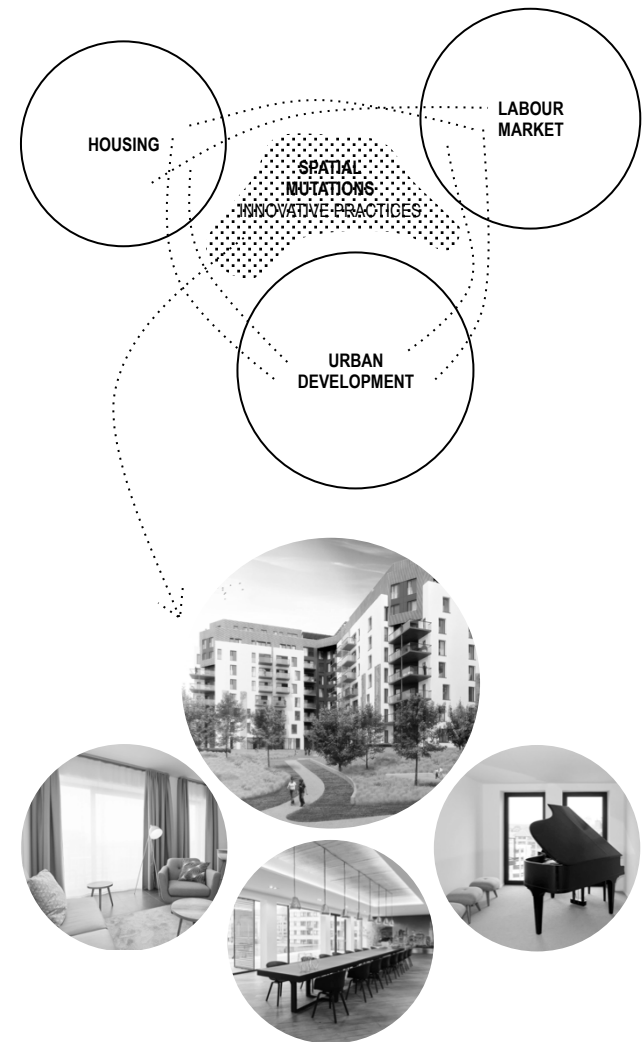 HOUSING
LABOUR
MARKET
SPATIAL
MUTATIONS
INNOVATIVE PRACTICES
URBAN
DEVELOPMENT